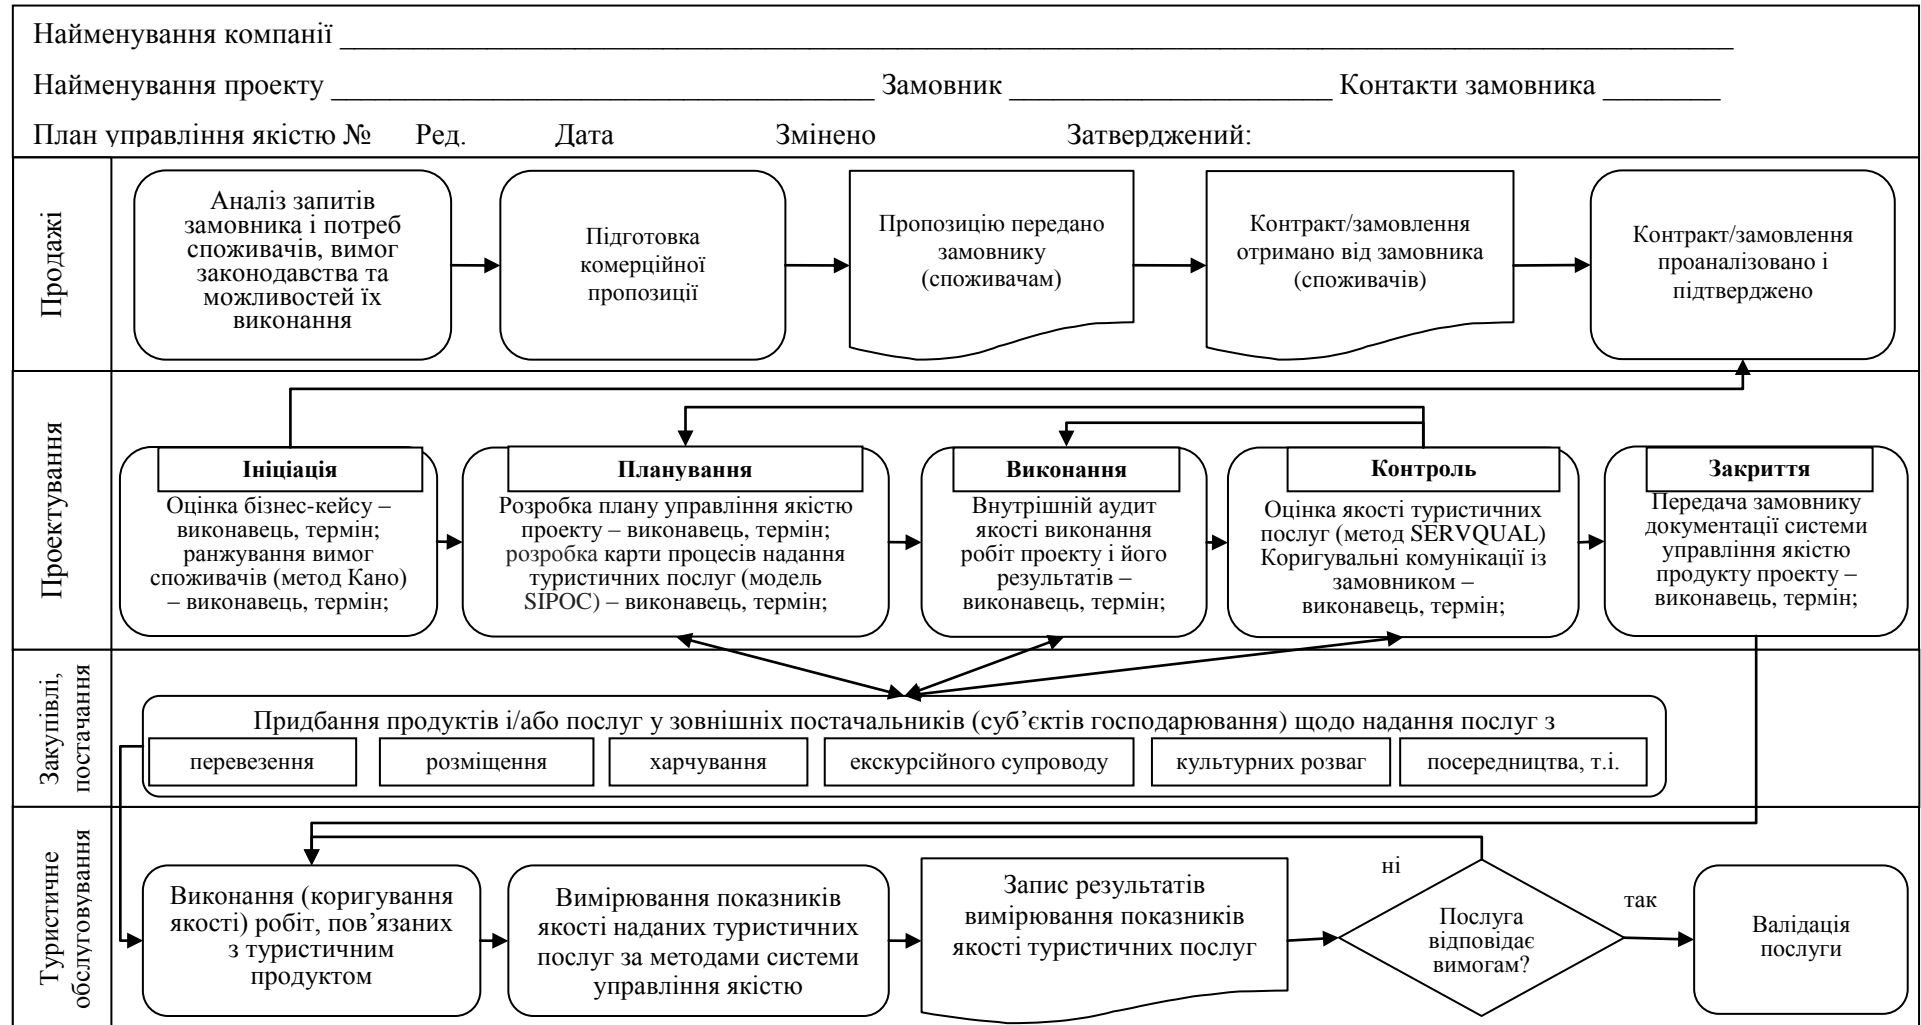 Найменування компанії ___
Найменування проекту ___ Замовник ___ Контакти замовника ___
План управління якістю № Ред. Дата Змінено Затверджений:
Продажі
Аналіз запитів
замовника і потреб
споживачів, вимог
законодавства та
можливостей їх
виконання
Підготовка
комерційної
пропозиції
Пропозицію передано
замовнику
(споживачам)
Контракт/замовлення
отримано від замовника
(споживачів)
Контракт/замовлення
проаналізовано і
підтверджено
Проектування
Ініціація
Оцінка бізнес-кейсу –
виконавець, термін;
ранжування вимог
споживачів (метод Кано)
– виконавець, термін;
Планування
Розробка плану управління якістю
проекту – виконавець, термін;
розробка карти процесів надання
туристичних послуг (модель
SIPOC) – виконавець, термін;
Виконання
Внутрішній аудит
якості виконання
робіт проекту і його
результатів –
виконавець, термін;
Контроль
Оцінка якості туристичних
послуг (метод SERVQUAL)
Коригувальні комунікації із
замовником –
виконавець, термін;
Закриття
Передача замовнику
документації системи
управління якістю
продукту проекту –
виконавець, термін;
Закупівлі,
постачання
Придбання продуктів і/або послуг у зовнішніх постачальників (суб’єктів господарювання) щодо надання послуг з
перевезення
розміщення
харчування
екскурсійного супроводу
культурних розваг
посередництва, т.і.
Туристичне
обслуговування
Виконання (коригування
якості) робіт, пов’язаних
з туристичним
продуктом
Вимірювання показників
якості наданих туристичних
послуг за методами системи
управління якістю
Запис результатів
вимірювання показників
якості туристичних послуг
ні
Послуга
відповідає
вимогам?
так
Валідація
послуги